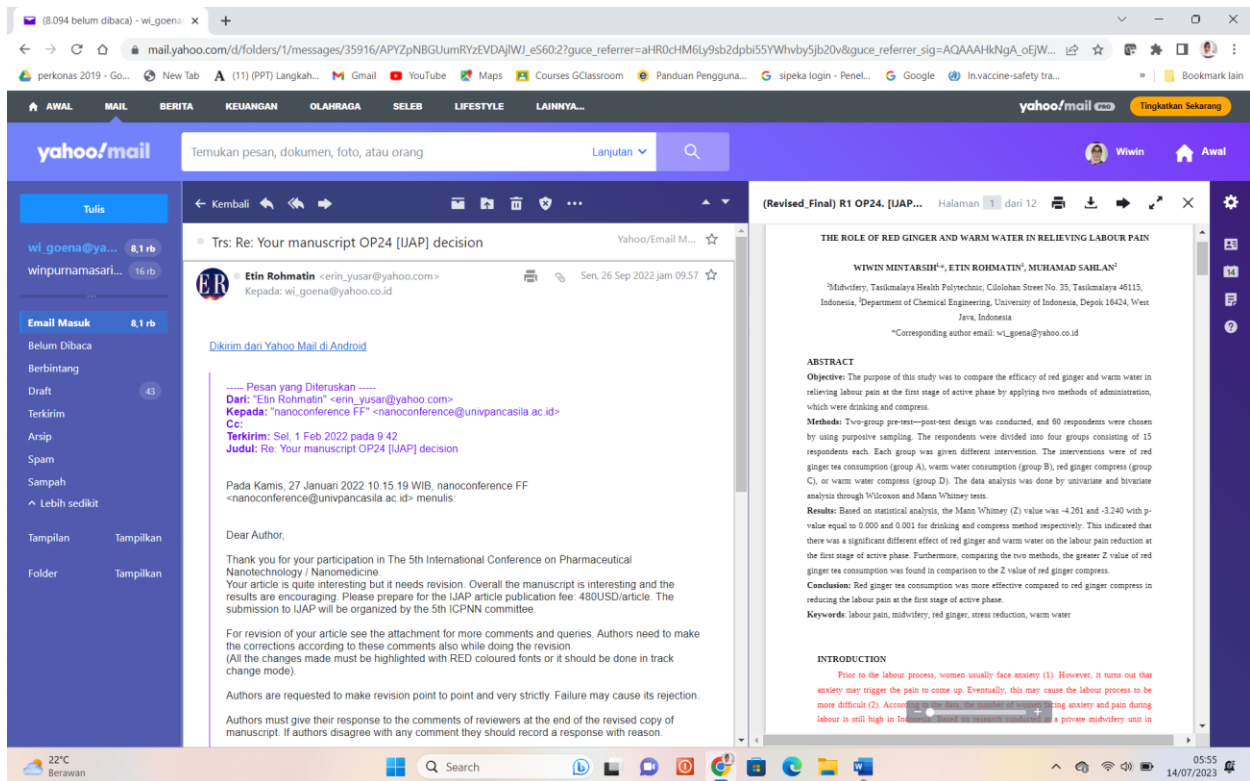 (8.094 belum dibaca) - wi_goena
mail.yahoo.com/d/folders/1/messages/35916/
perkonas 2019 - Go... New Tab (11) (PPT) Langkah... Gmail YouTube Maps Courses GClassroom Panduan Pengguna... sipeka login - Penel... Google In.vaccine-safety tra... » Bookmark lain
AWAL MAIL BERITA KEUANGAN OLAHRAGA SELEB LIFESTYLE LAINNYA... yahoo!mail PRO Tingkatkan Sekarang
yahoo!mail Temukan pesan, dokumen, foto, atau orang Lanjutan Wiwin Awal
Tulis
wi_goena@ya... 8,1 rb
winpurnamasari... 16 rb
Email Masuk 8,1 rb
Belum Dibaca
Berbintang
Draft 43
Terkirim
Arsip
Spam
Sampah
Lebih sedikit
Tampilan Tampilkan
Folder Tampilkan
Kembali
Trs: Re: Your manuscript OP24 [IJAP] decision Yahoo/Email M...
ER
Etin Rohmatin <erin_yusar@yahoo.com> Sen, 26 Sep 2022 jam 09.57
Kepada: wi_goena@yahoo.co.id
Dikirim dari Yahoo Mail di Android
----- Pesan yang Diteruskan -----
Dari: "Etin Rohmatin" <erin_yusar@yahoo.com>
Kepada: "nanoconference FF" <nanoconference@univpancasila.ac.id>
Cc:
Terkirim: Sel, 1 Feb 2022 pada 9:42
Judul: Re: Your manuscript OP24 [IJAP] decision
Pada Kamis, 27 Januari 2022 10.15.19 WIB, nanoconference FF
<nanoconference@univpancasila.ac.id> menulis:
Dear Author,
Thank you for your participation in The 5th International Conference on Pharmaceutical
Nanotechnology / Nanomedicine.
Your article is quite interesting but it needs revision. Overall the manuscript is interesting and the
results are encouraging. Please prepare for the IJAP article publication fee: 480USD/article. The
submission to IJAP will be organized by the 5th ICPNN committee.
For revision of your article see the attachment for more comments and queries. Authors need to make
the corrections according to these comments also while doing the revision.
(All the changes made must be highlighted with RED coloured fonts or it should be done in track
change mode).
Authors are requested to make revision point to point and very strictly. Failure may cause its rejection.
Authors must give their response to the comments of reviewers at the end of the revised copy of
manuscript. If authors disagree with any comment they should record a response with reason.
(Revised_Final) R1 OP24. [IJAP... Halaman 1 dari 12
THE ROLE OF RED GINGER AND WARM WATER IN RELIEVING LABOUR PAIN
WIWIN MINTARSIH1,*, ETIN ROHMATIN1, MUHAMAD SAHLAN2
1Midwifery, Tasikmalaya Health Polytechnic, Cilolohan Street No. 35, Tasikmalaya 46115,
Indonesia, 2Department of Chemical Engineering, University of Indonesia, Depok 16424, West
Java, Indonesia
*Corresponding author email: wi_goena@yahoo.co.id
ABSTRACT
Objective: The purpose of this study was to compare the efficacy of red ginger and warm water in
relieving labour pain at the first stage of active phase by applying two methods of administration,
which were drinking and compress.
Methods: Two-group pre-test—post-test design was conducted, and 60 respondents were chosen
by using purposive sampling. The respondents were divided into four groups consisting of 15
respondents each. Each group was given different intervention. The interventions were of red
ginger tea consumption (group A), warm water consumption (group B), red ginger compress (group
C), or warm water compress (group D). The data analysis was done by univariate and bivariate
analysis through Wilcoxon and Mann Whitney tests.
Results: Based on statistical analysis, the Mann Whitney (Z) value was -4.261 and -3.240 with p-
value equal to 0.000 and 0.001 for drinking and compress method respectively. This indicated that
there was a significant different effect of red ginger and warm water on the labour pain reduction at
the first stage of active phase. Furthermore, comparing the two methods, the greater Z value of red
ginger tea consumption was found in comparison to the Z value of red ginger compress.
Conclusion: Red ginger tea consumption was more effective compared to red ginger compress in
reducing the labour pain at the first stage of active phase.
Keywords: labour pain, midwifery, red ginger, stress reduction, warm water
INTRODUCTION
Prior to the labour process, women usually face anxiety (1). However, it turns out that
anxiety may trigger the pain to come up. Eventually, this may cause the labour process to be
more difficult (2). According to the data, the number of women facing anxiety and pain during
labour is still high in Indonesia. Based on research conducted at a private midwifery unit in
14
22°C
Berawan
Search
05:55
14/07/2023